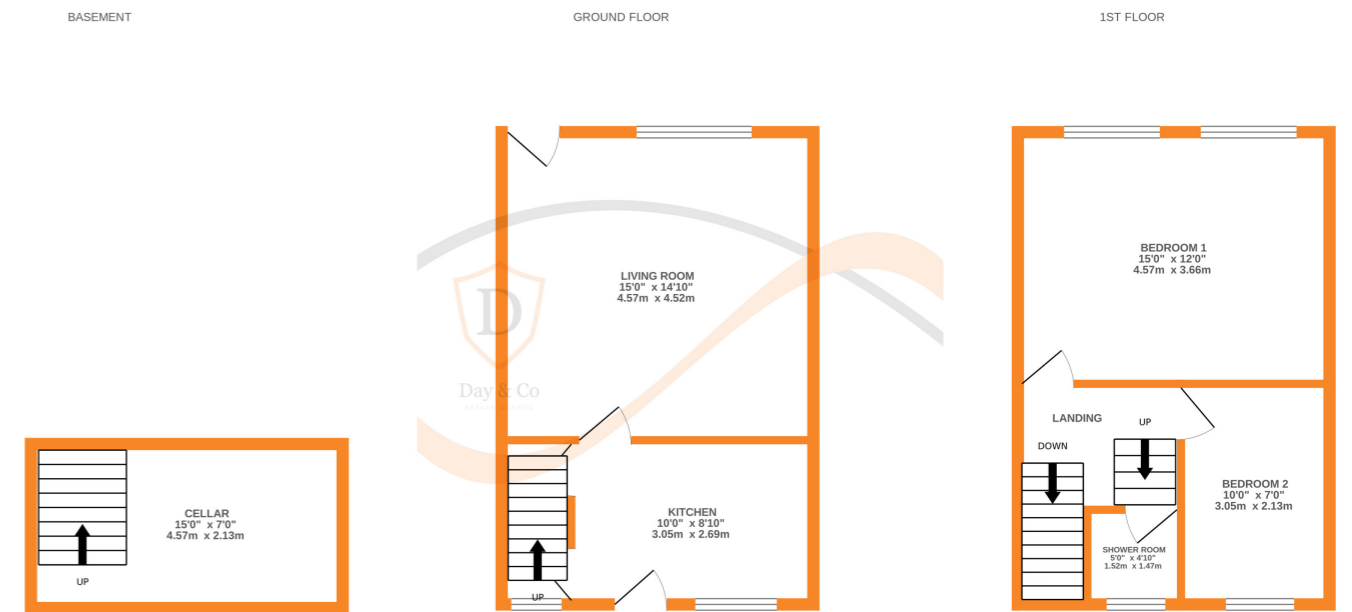 BASEMENT
GROUND FLOOR
1ST FLOOR
CELLAR
15'0" x 7'0"
4.57m x 2.13m
UP
LIVING ROOM
15'0" x 14'10"
4.57m x 4.52m
D
Day & Co
ESTATE AGENTS
KITCHEN
10'0" x 8'10"
3.05m x 2.69m
UP
BEDROOM 1
15'0" x 12'0"
4.57m x 3.66m
LANDING
UP
DOWN
BEDROOM 2
10'0" x 7'0"
3.05m x 2.13m
SHOWER ROOM
5'0" x 4'10"
1.52m x 1.47m